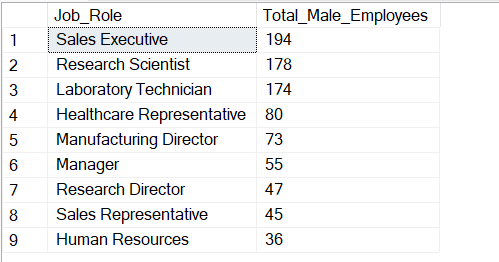 Job_Role Total_Male_Employees
1 Sales Executive 194
2 Research Scientist 178
3 Laboratory Technician 174
4 Healthcare Representative 80
5 Manufacturing Director 73
6 Manager 55
7 Research Director 47
8 Sales Representative 45
9 Human Resources 36